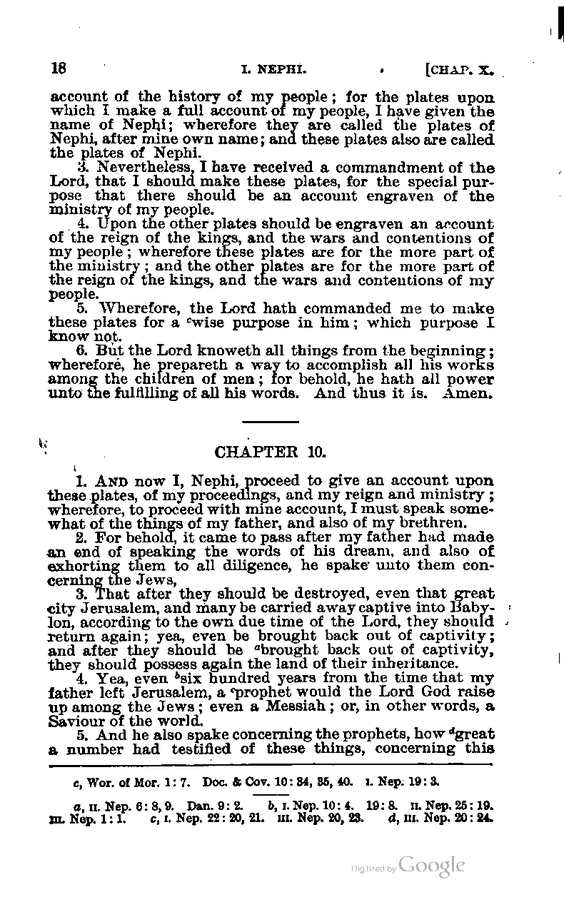 18 I. NEPHI. [CHAP. X.
account of the history of my people; for the plates upon
which I make a full account of my people, I have given the
name of Nephi; wherefore they are called the plates of
Nephi, after mine own name; and these plates also are called
the plates of Nephi.
3. Nevertheless, I have received a commandment of the
Lord, that I should make these plates, for the special pur-
pose that there should be an account engraven of the
ministry of my people.
4. Upon the other plates should be engraven an account
of the reign of the kings, and the wars and contentions of
my people; wherefore these plates are for the more part of
the ministry; and the other plates are for the more part of
the reign of the kings, and the wars and contentions of my
people.
5. Wherefore, the Lord hath commanded me to make
these plates for a cwise purpose in him; which purpose I
know not.
6. But the Lord knoweth all things from the beginning;
wherefore, he prepareth a way to accomplish all his works
among the children of men; for behold, he hath all power
unto the fulfilling of all his words. And thus it is. Amen.
CHAPTER 10.
1. AND now I, Nephi, proceed to give an account upon
these plates, of my proceedings, and my reign and ministry;
wherefore, to proceed with mine account, I must speak some-
what of the things of my father, and also of my brethren.
2. For behold, it came to pass after my father had made
an end of speaking the words of his dream, and also of
exhorting them to all diligence, he spake unto them con-
cerning the Jews,
3. That after they should be destroyed, even that great
city Jerusalem, and many be carried away captive into Baby-
lon, according to the own due time of the Lord, they should
return again; yea, even be brought back out of captivity;
and after they should be abrought back out of captivity,
they should possess again the land of their inheritance.
4. Yea, even bsix hundred years from the time that my
father left Jerusalem, a cprophet would the Lord God raise
up among the Jews; even a Messiah; or, in other words, a
Saviour of the world.
5. And he also spake concerning the prophets, how dgreat
a number had testified of these things, concerning this
c, Wor. of Mor. 1:7. Doc. & Cov. 10:34, 35, 40. I. Nep. 19:3.
a, II. Nep. 6:8, 9. Dan. 9:2. b, I. Nep. 10:4. 19:8. II. Nep. 25:19.
III. Nep. 1:1. c, I. Nep. 22:20, 21. III. Nep. 20, 23. d, III. Nep. 20:24.
Digitized by Google